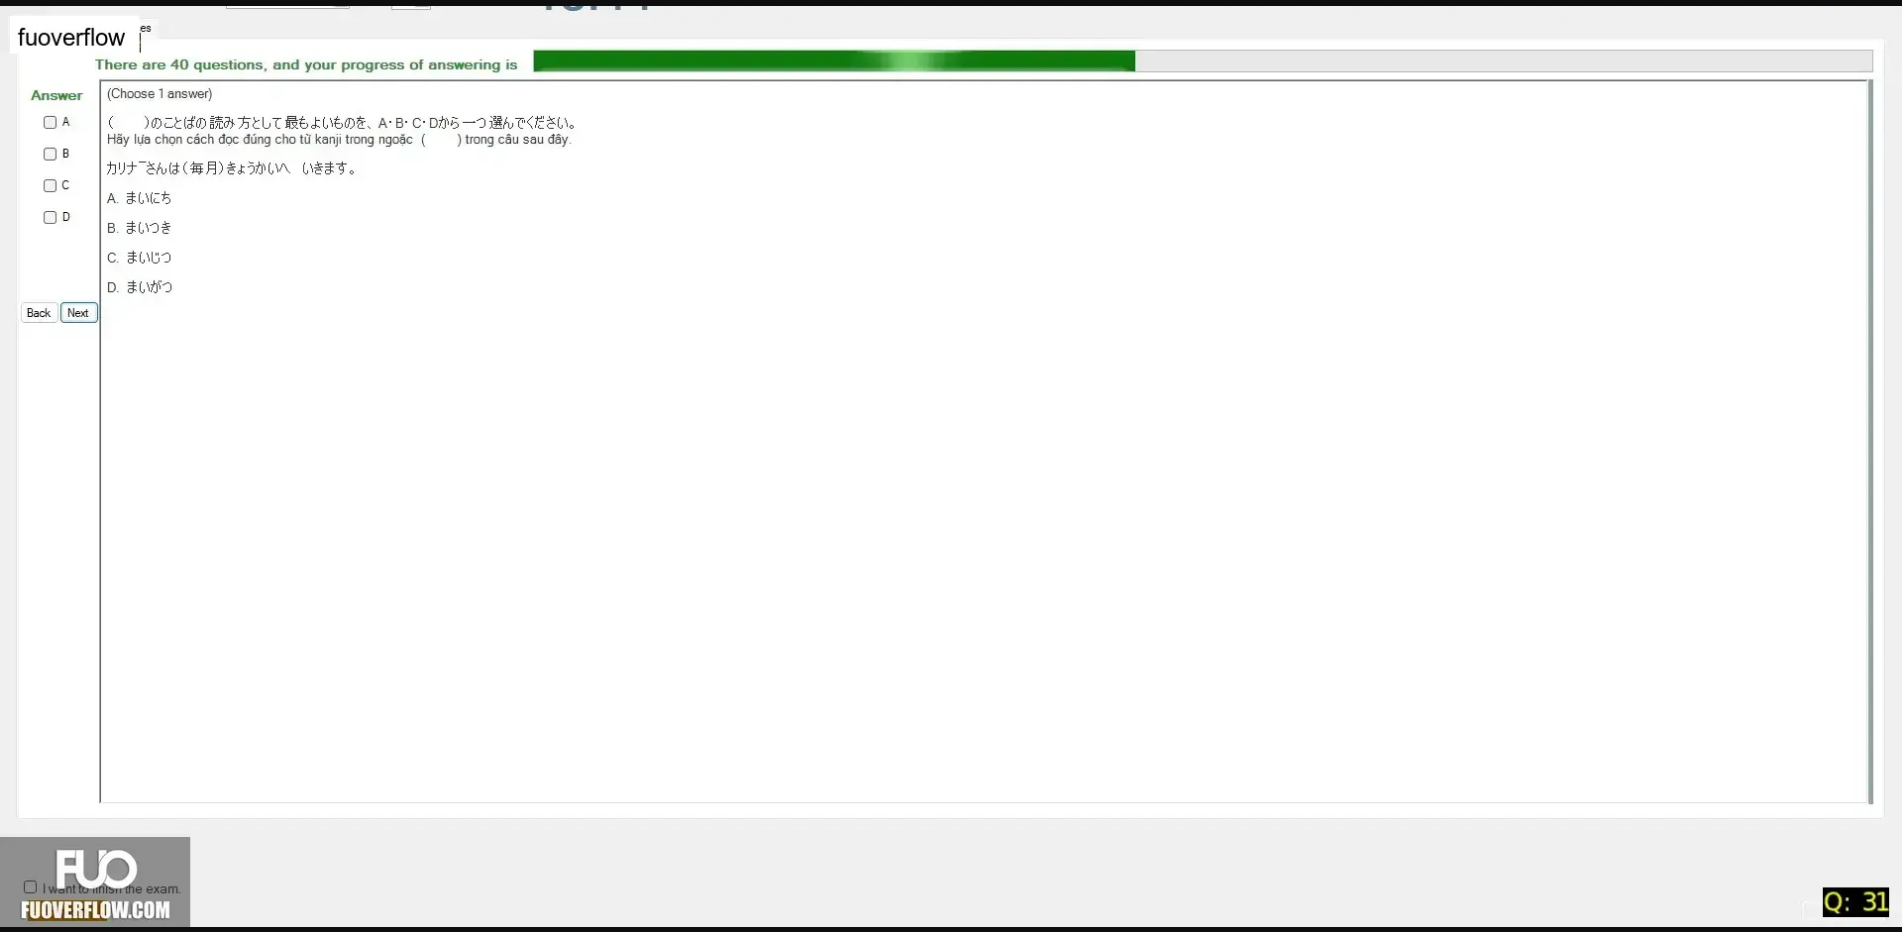 fuoverflow
es
There are 40 questions, and your progress of answering is
Answer
(Choose 1 answer)
A
(　　)のことばの読み方として最もよいものを、A・B・C・Dから一つ選んでください。
Hãy lựa chọn cách đọc đúng cho từ kanji trong ngoặc (　　) trong câu sau đây.
B
カリナ￣さんは(毎月)きょうかいへ　いきます。
C
A. まいにち
D
B. まいつき
C. まいじつ
D. まいがつ
Back Next
FUO
I want to finish the exam.
FUOVERFLOW.COM
Q: 31